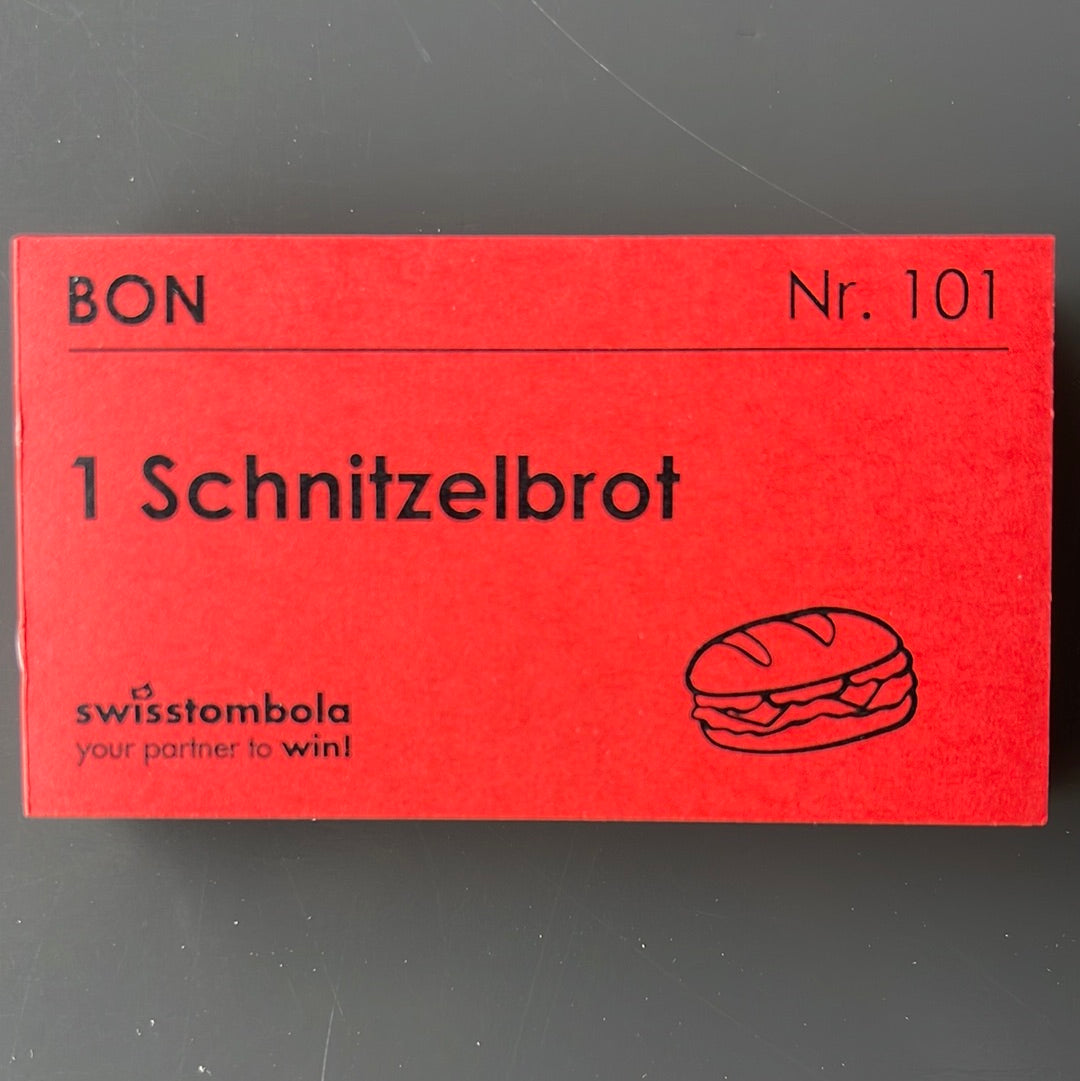 BON
Nr. 101
1 Schnitzelbrot
swisstombola
your partner to win!